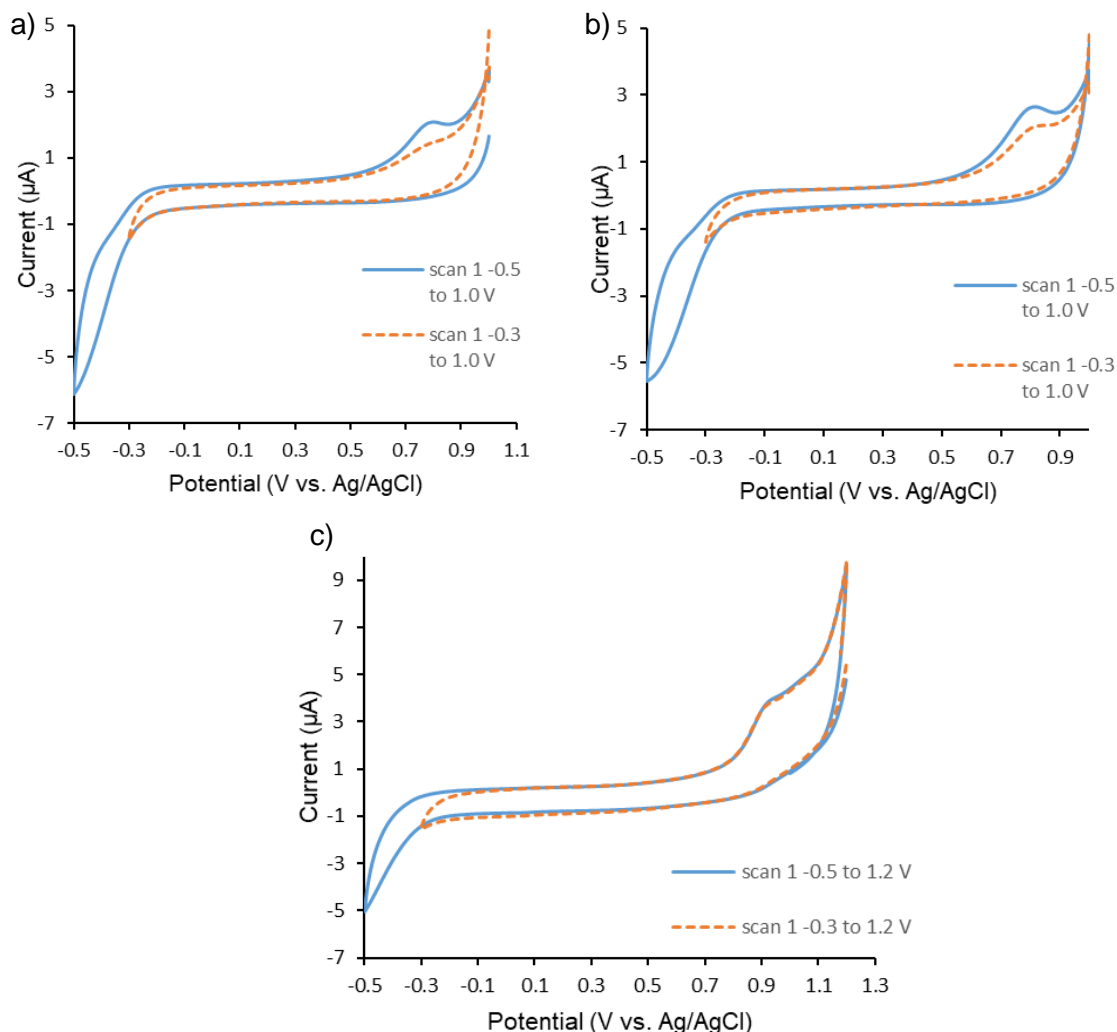 a)
5
3
1
-1
-3
-5
-7
Current (µA)
scan 1 -0.5
to 1.0 V
scan 1 -0.3
to 1.0 V
-0.5 -0.3 -0.1 0.1 0.3 0.5 0.7 0.9 1.1
Potential (V vs. Ag/AgCl)
b)
5
3
1
-1
-3
-5
-7
Current (µA)
scan 1 -0.5
to 1.0 V
scan 1 -0.3
to 1.0 V
-0.5 -0.3 -0.1 0.1 0.3 0.5 0.7 0.9
Potential (V vs. Ag/AgCl)
c)
9
7
5
3
1
-1
-3
-5
-7
Current (µA)
scan 1 -0.5 to 1.2 V
scan 1 -0.3 to 1.2 V
-0.5 -0.3 -0.1 0.1 0.3 0.5 0.7 0.9 1.1 1.3
Potential (V vs. Ag/AgCl)